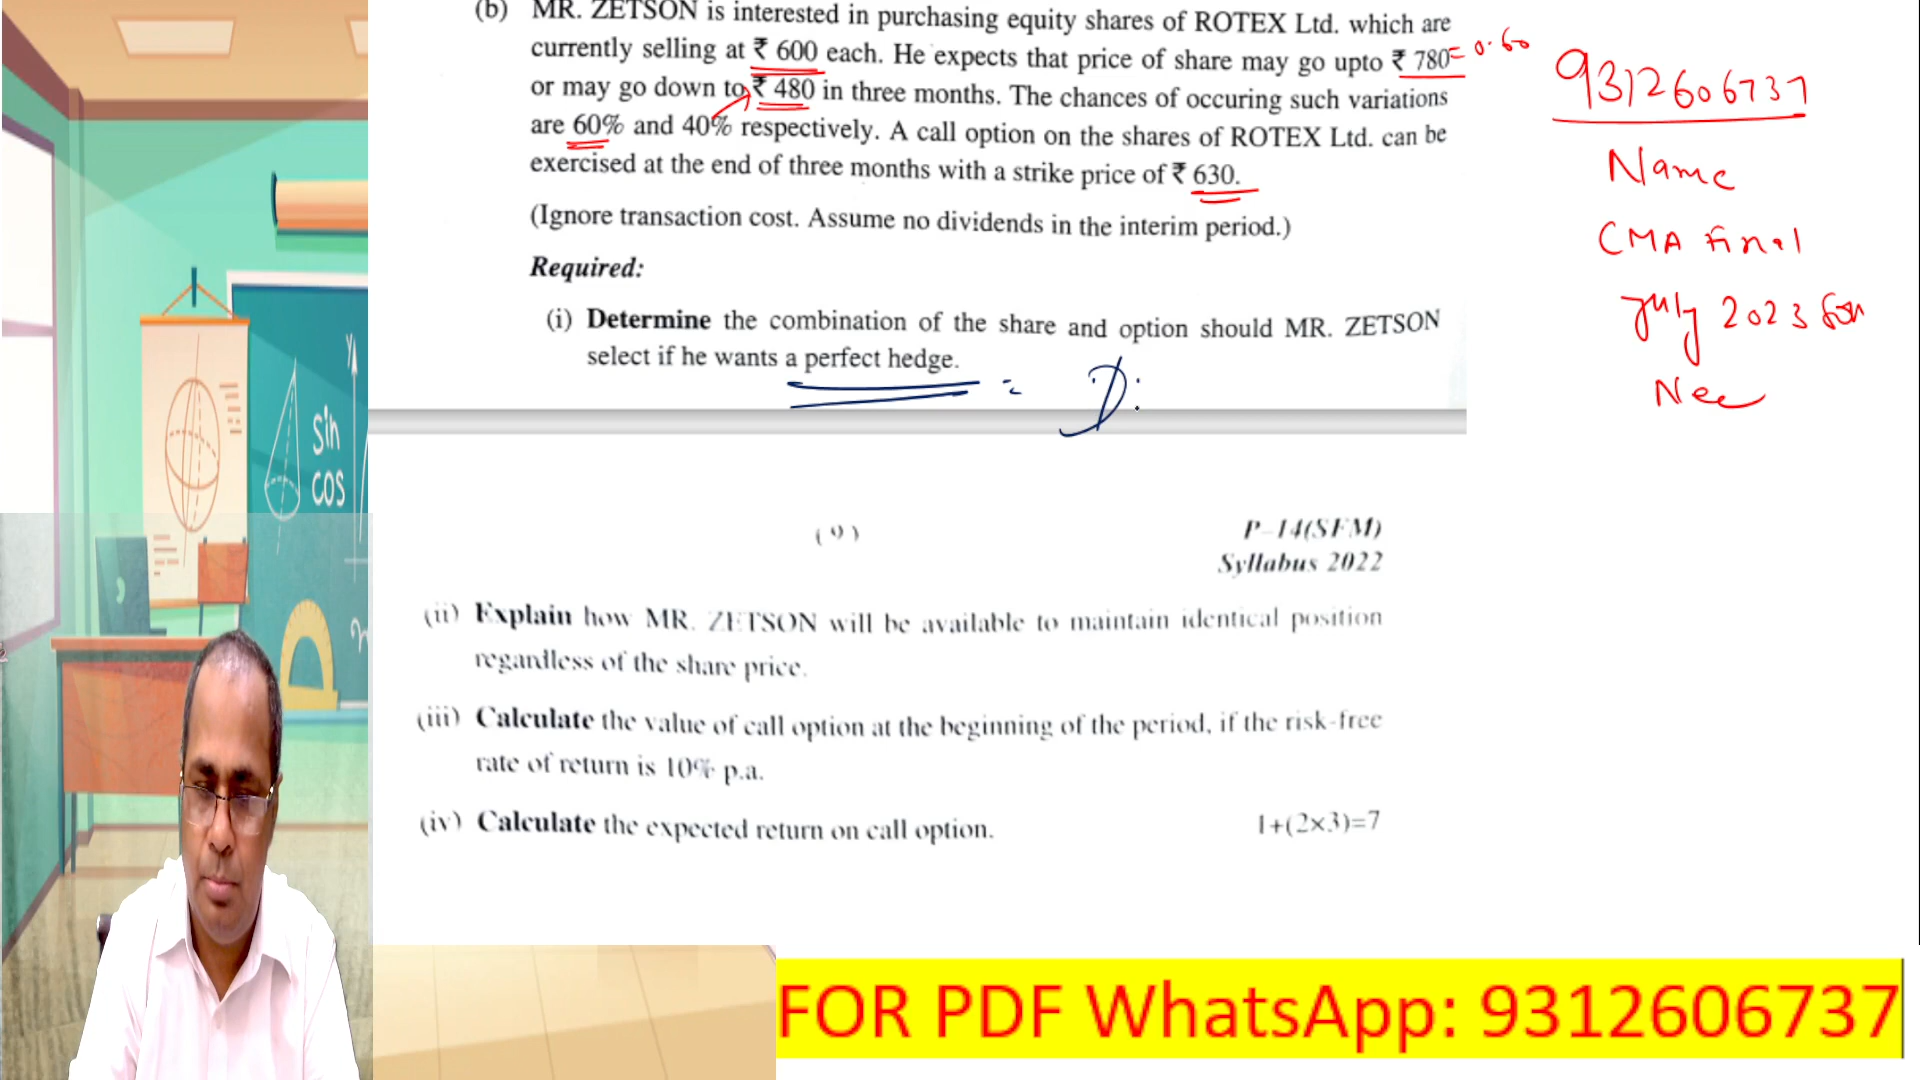 (b) MR. ZETSON is interested in purchasing equity shares of ROTEX Ltd. which are
currently selling at ₹ 600 each. He expects that price of share may go upto ₹ 780 = 0.60
or may go down to ₹ 480 in three months. The chances of occuring such variations
are 60% and 40% respectively. A call option on the shares of ROTEX Ltd. can be
exercised at the end of three months with a strike price of ₹ 630.
(Ignore transaction cost. Assume no dividends in the interim period.)
Required:
(i) Determine the combination of the share and option should MR. ZETSON
select if he wants a perfect hedge.
=
9312606737
Name
CMA Final
July 2023
(9)
P-14(SFM)
Syllabus 2022
(ii) Explain how MR. ZETSON will be available to maintain identical position
regardless of the share price.
(iii) Calculate the value of call option at the beginning of the period, if the risk-free
rate of return is 10% p.a.
(iv) Calculate the expected return on call option. 1+(2×3)=7
sin
cos
y
FOR PDF WhatsApp: 9312606737